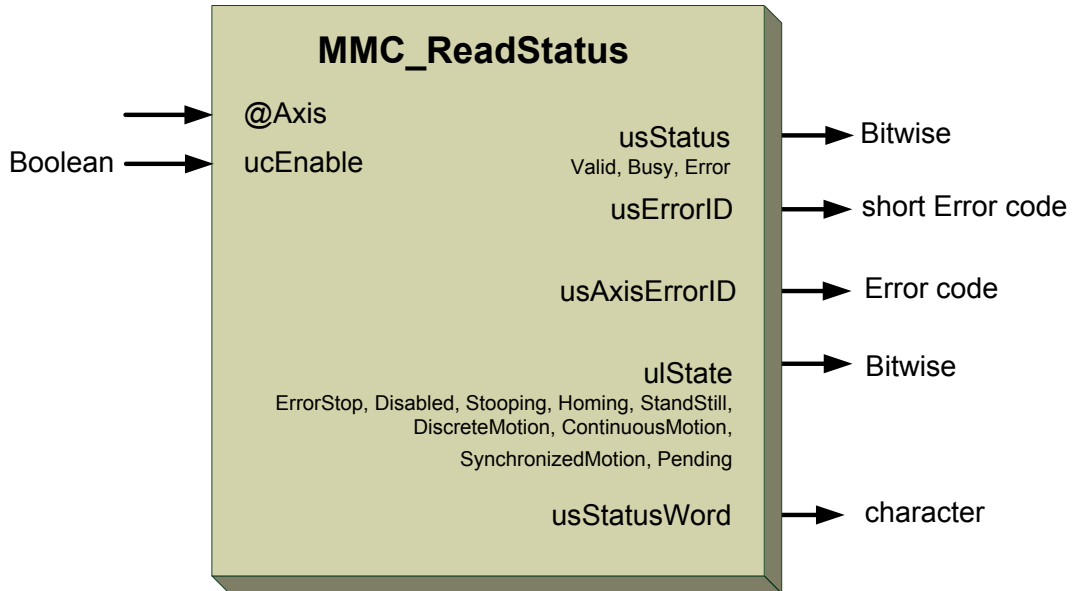 MMC_ReadStatus
@Axis
Boolean
ucEnable
usStatus
Valid, Busy, Error
Bitwise
usErrorID
short Error code
usAxisErrorID
Error code
ulState
Bitwise
ErrorStop, Disabled, Stooping, Homing, StandStill,
DiscreteMotion, ContinuousMotion,
SynchronizedMotion, Pending
usStatusWord
character